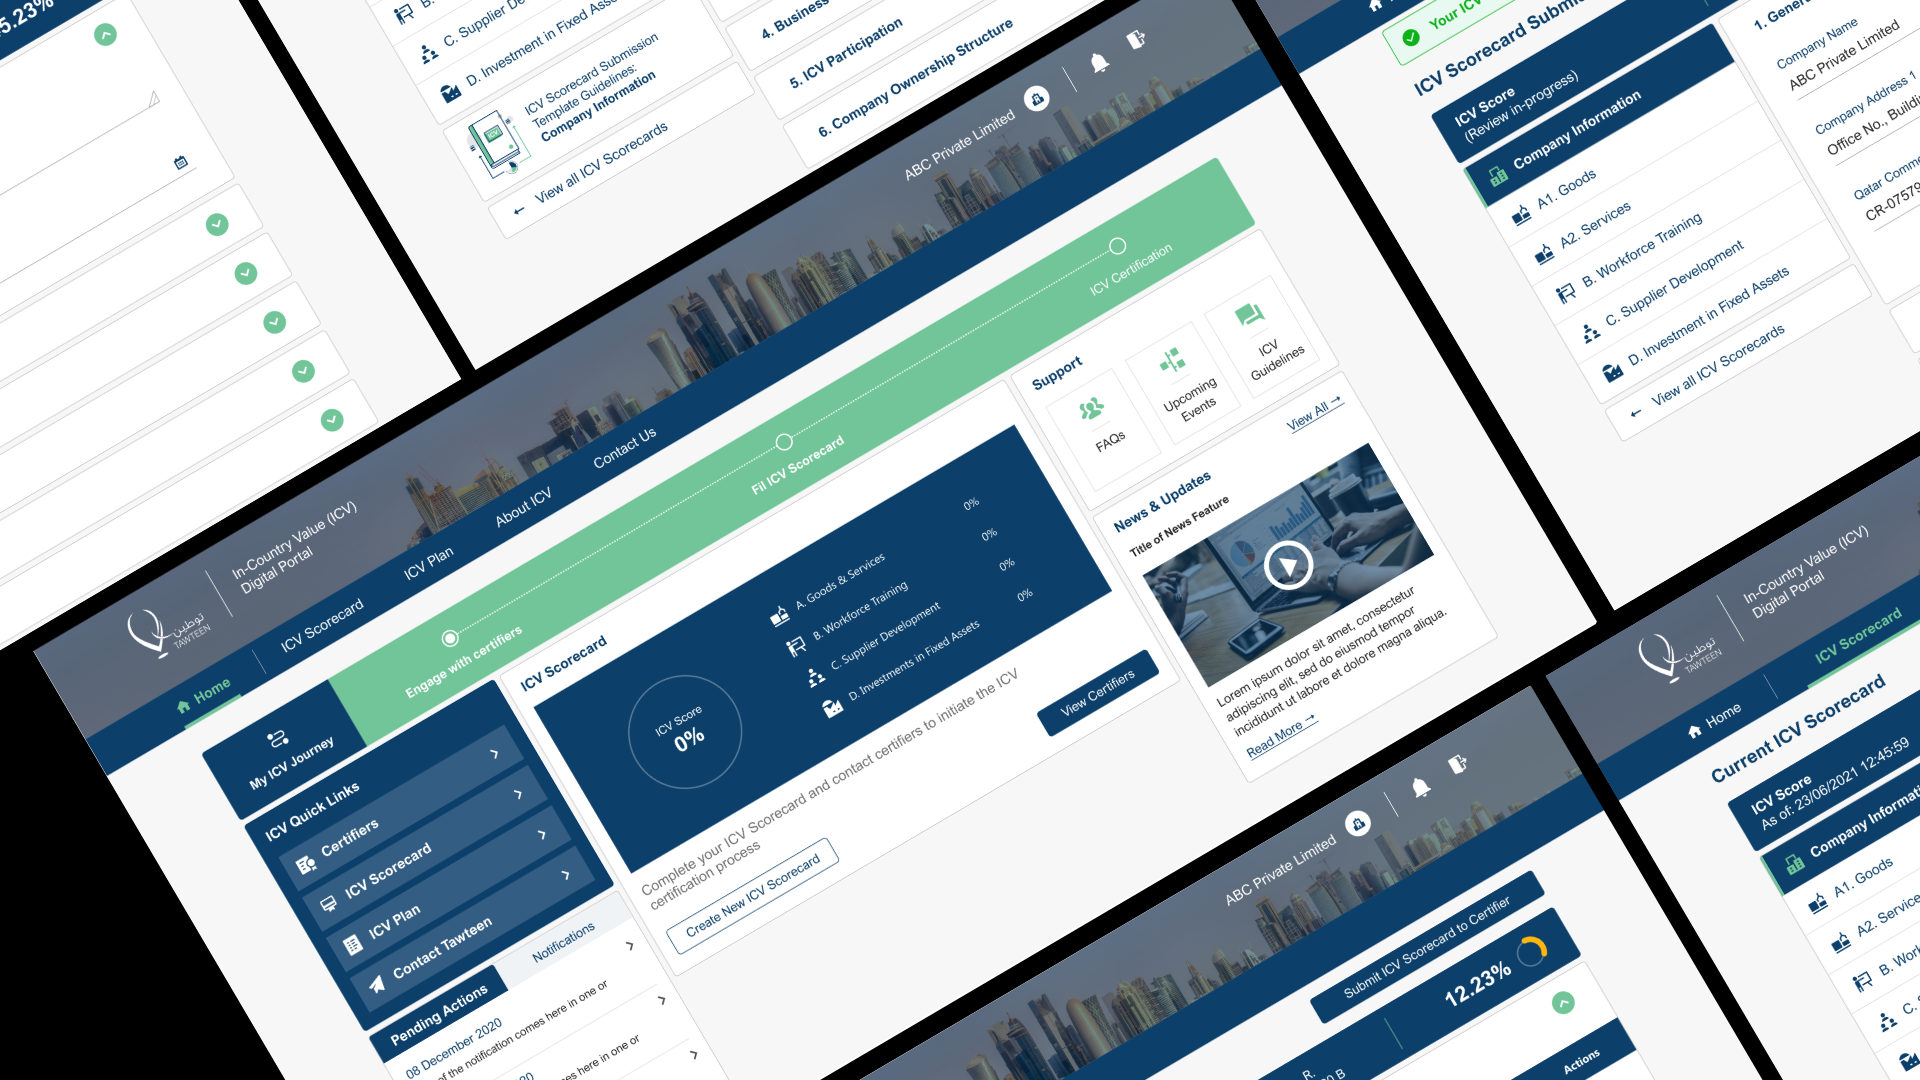 5.23%
C. Supplier De
D. Investment in Fixed Ass
ICV Scorecard Submission
Template Guidelines:
Company Information
← View all ICV Scorecards
4. Business
5. ICV Participation
6. Company Ownership Structure
توطين
TAWTEEN
In-Country Value (ICV)
Digital Portal
ABC Private Limited
Home
ICV Scorecard
ICV Plan
About ICV
Contact Us
My ICV Journey
Engage with certifiers
Fil ICV Scorecard
ICV Certification
ICV Quick Links
Certifiers
ICV Scorecard
ICV Plan
Contact Tawteen
Pending Actions
Notifications
08 December 2020
of the notification comes here in one or
es here in one or
20
ICV Scorecard
ICV Score
0%
A. Goods & Services 0%
B. Workforce Training 0%
C. Supplier Development 0%
D. Investments in Fixed Assets 0%
Complete your ICV Scorecard and contact certifiers to initiate the ICV
certification process
Create New ICV Scorecard
View Certifiers
Support
FAQs
Upcoming
Events
ICV
Guidelines
News & Updates
View All →
Title of News Feature
Lorem ipsum dolor sit amet, consectetur
adipiscing elit, sed do eiusmod tempor
incididunt ut labore et dolore magna aliqua.
Read More →
Your ICV
ICV Scorecard Submis
ICV Score
(Review in-progress)
Company Information
A1. Goods
A2. Services
B. Workforce Training
C. Supplier Development
D. Investment in Fixed Assets
← View all ICV Scorecards
1. Genera
Company Name
ABC Private Limited
Company Address 1
Office No., Buildi
Qatar Comme
CR-07579
ABC Private Limited
Submit ICV Scorecard to Certifier
12.23%
R.
Actions
توطين
TAWTEEN
In-Country Value (ICV)
Digital Portal
Home
ICV Scorecard
Current ICV Scorecard
ICV Score
As of: 23/06/2021 12:45:59
Company Informati
A1. Goods
A2. Service
B. Work
C.